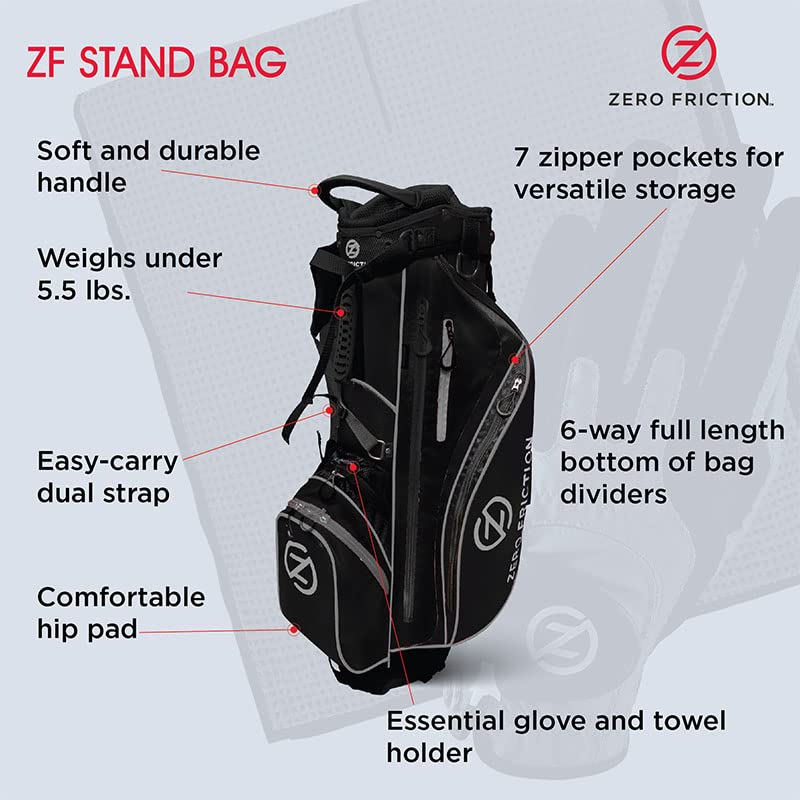 ZF STAND BAG
ZERO FRICTION™
Soft and durable
handle
7 zipper pockets for
versatile storage
Weighs under
5.5 lbs.
6-way full length
bottom of bag
dividers
Easy-carry
dual strap
ZERO FRICTION
Comfortable
hip pad
Essential glove and towel
holder